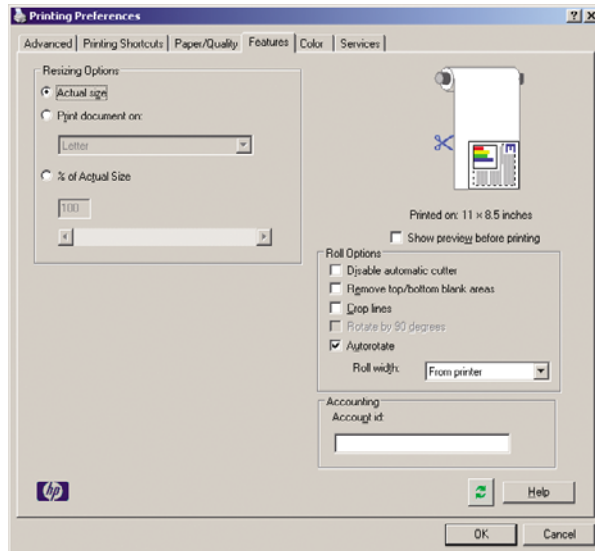 Printing Preferences
Advanced Printing Shortcuts Paper/Quality Features Color Services
Resizing Options
Actual size
Print document on:
Letter
% of Actual Size
100
Printed on: 11 × 8.5 inches
Show preview before printing
Roll Options
Disable automatic cutter
Remove top/bottom blank areas
Crop lines
Rotate by 90 degrees
Autorotate
Roll width: From printer
Accounting
Account id:
hp
Help
OK Cancel